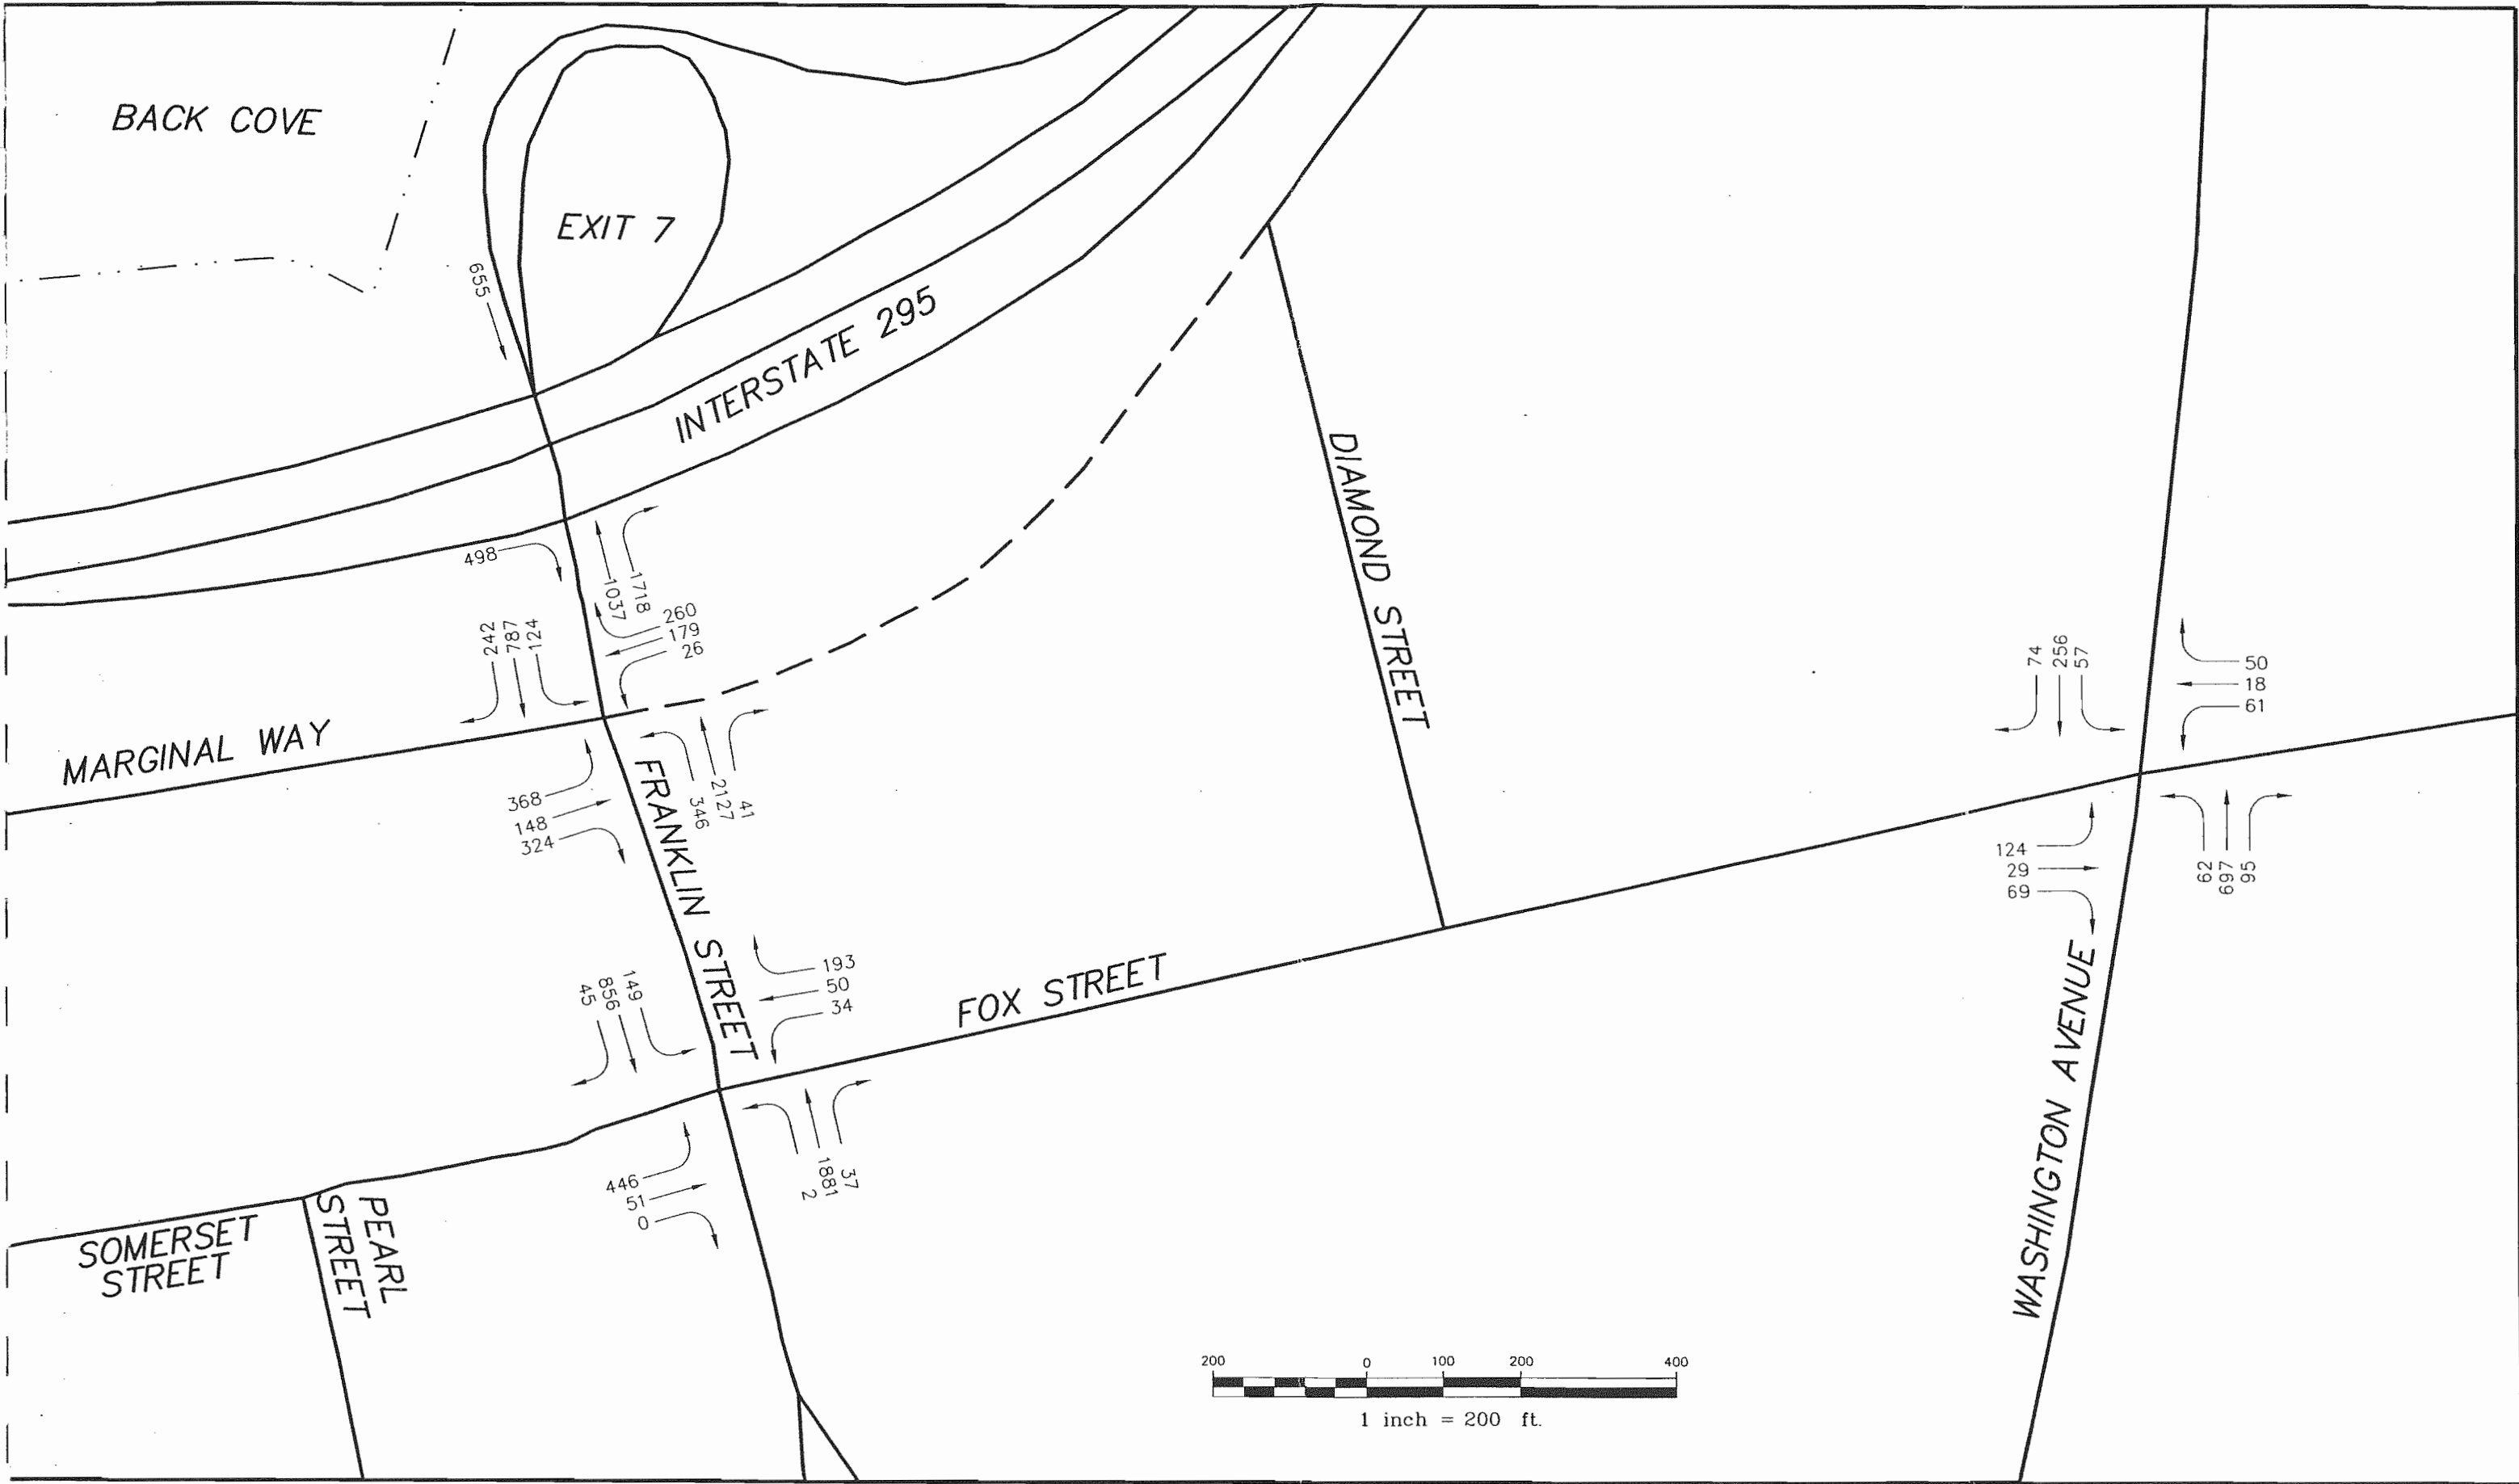 BACK COVE
EXIT 7
655
INTERSTATE 295
498
1037
1718
260
179
26
242
787
124
MARGINAL WAY
368
148
324
346
2127
41
FRANKLIN STREET
DIAMOND STREET
74
256
57
50
18
61
124
29
69
62
697
95
193
50
34
45
856
149
FOX STREET
446
51
0
2
1881
37
WASHINGTON AVENUE
SOMERSET
STREET
PEARL
STREET
200 0 100 200 400
1 inch = 200 ft.